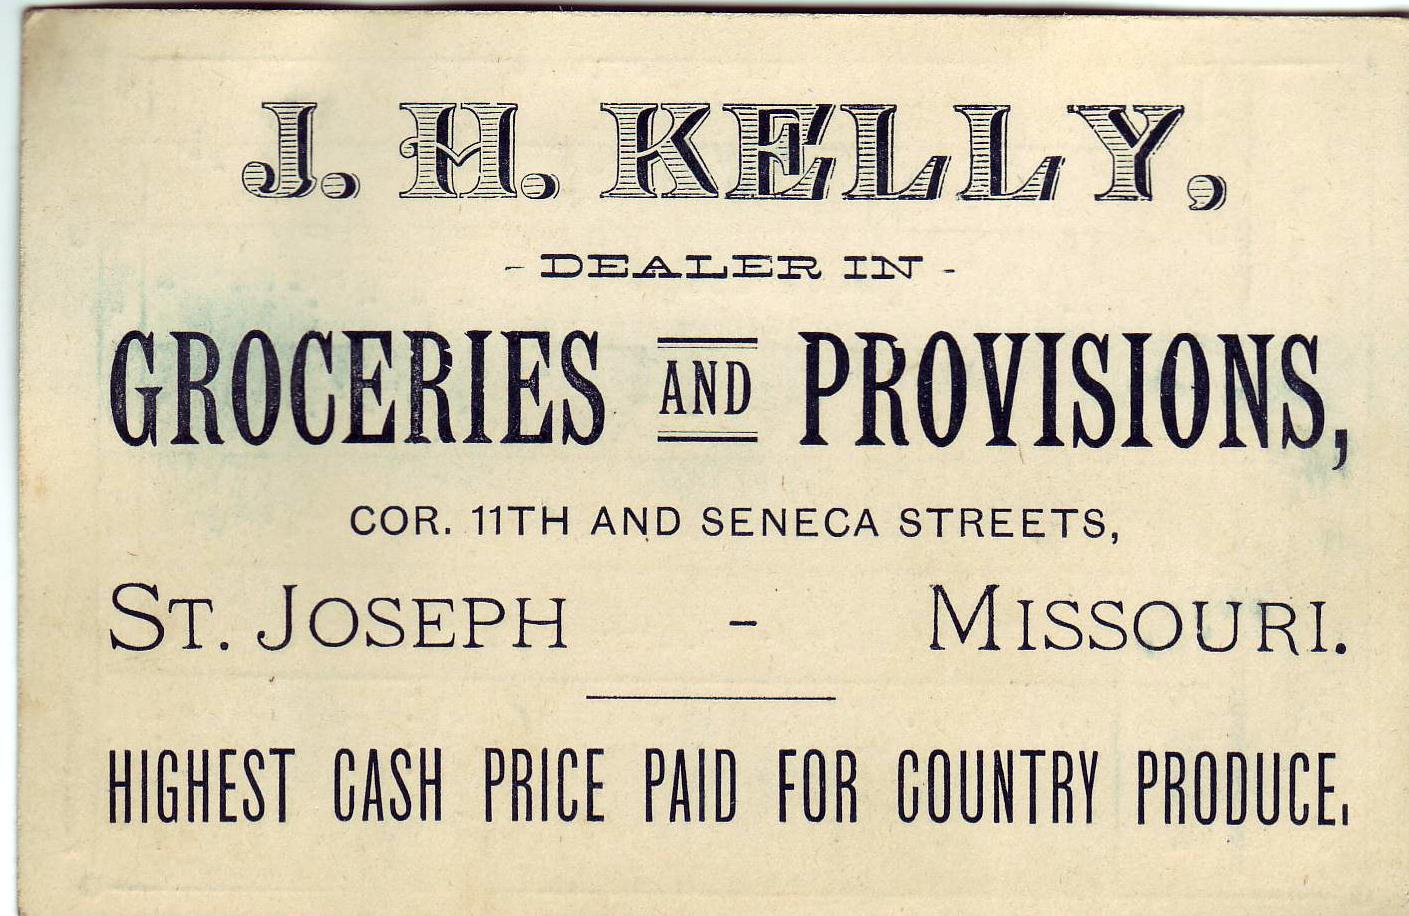 J. H. KELLY,
- DEALER IN -
GROCERIES AND PROVISIONS,
COR. 11TH AND SENECA STREETS,
ST. JOSEPH - MISSOURI.
HIGHEST CASH PRICE PAID FOR COUNTRY PRODUCE.